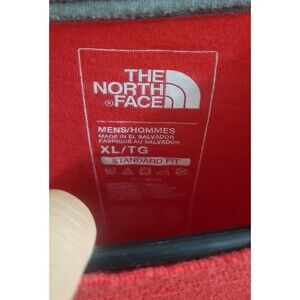 THE
NORTH
FACE
®
MENS/HOMMES
MADE IN EL SALVADOR
FABRIQUÉ AU SALVADOR
XL/TG
STANDARD FIT